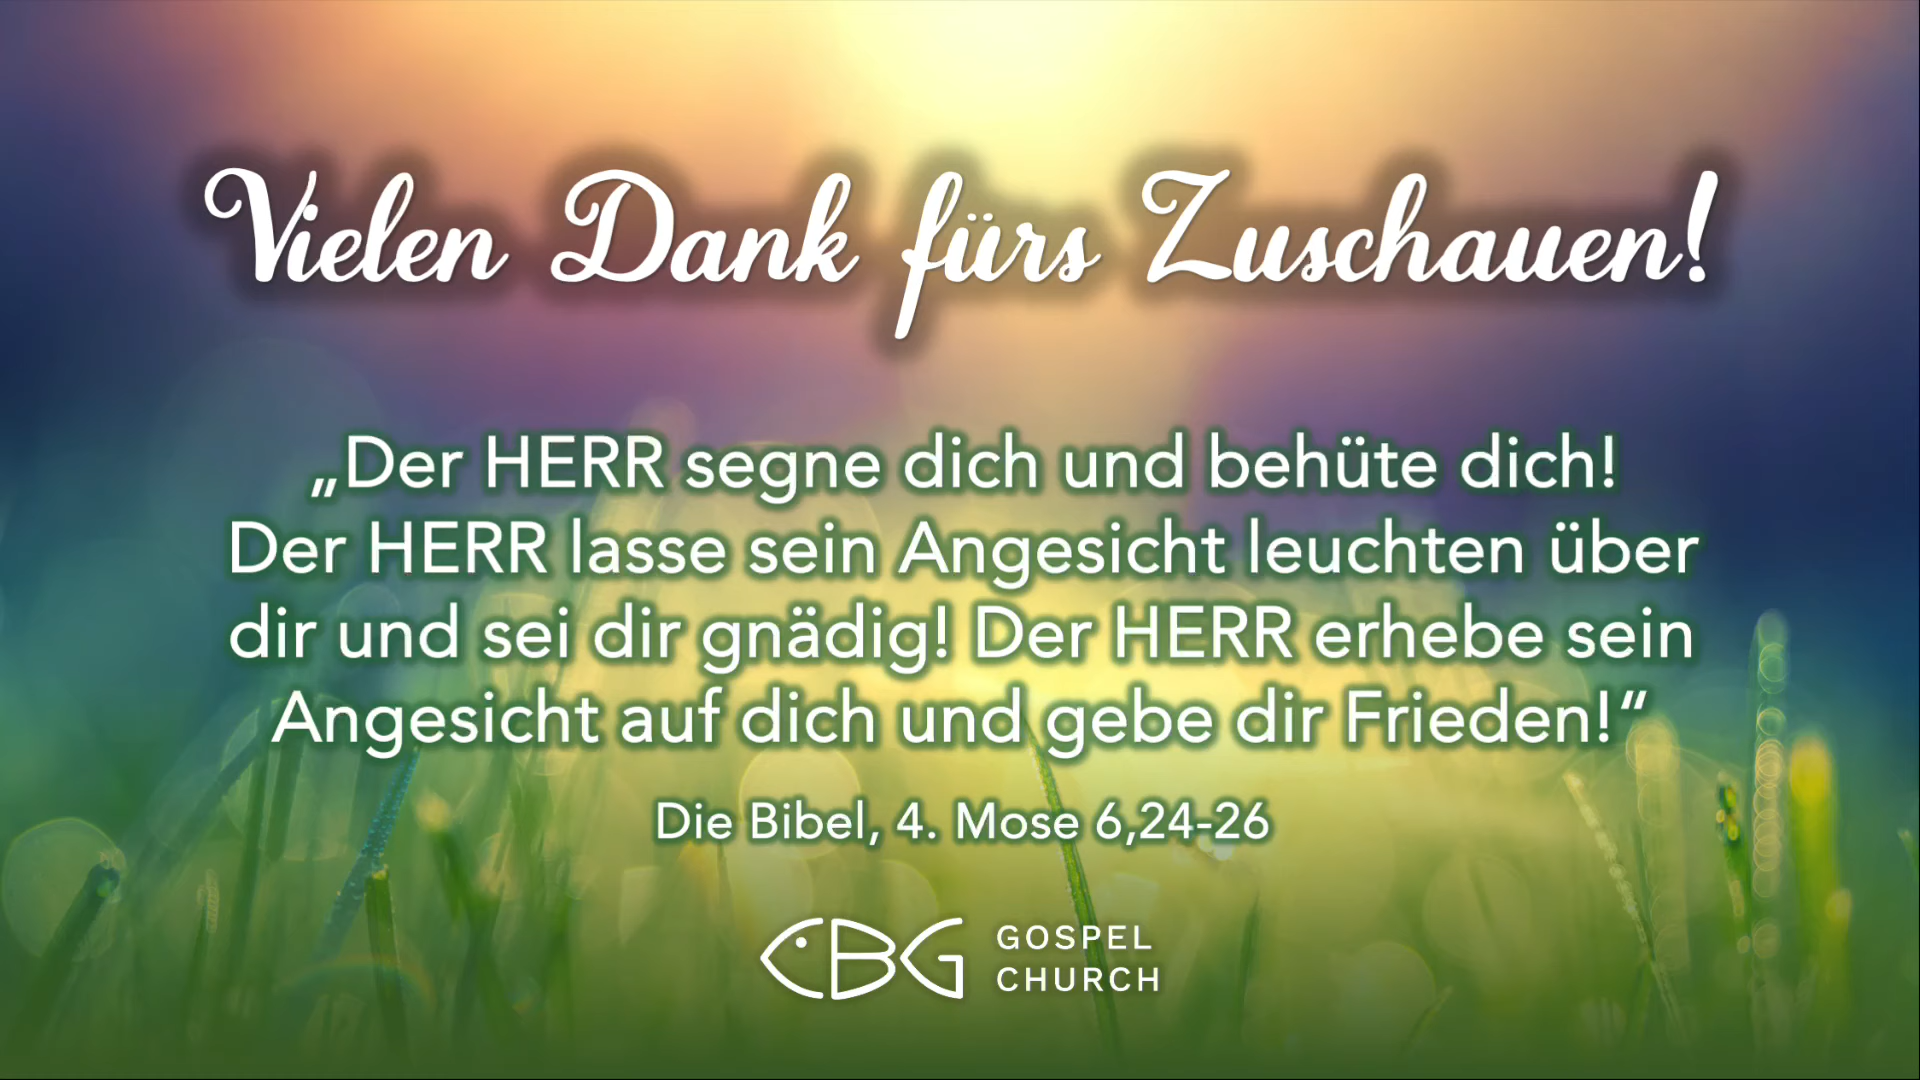 Vielen Dank fürs Zuschauen!
„Der HERR segne dich und behüte dich!
Der HERR lasse sein Angesicht leuchten über
dir und sei dir gnädig! Der HERR erhebe sein
Angesicht auf dich und gebe dir Frieden!“
Die Bibel, 4. Mose 6,24-26
CBG GOSPEL
CHURCH